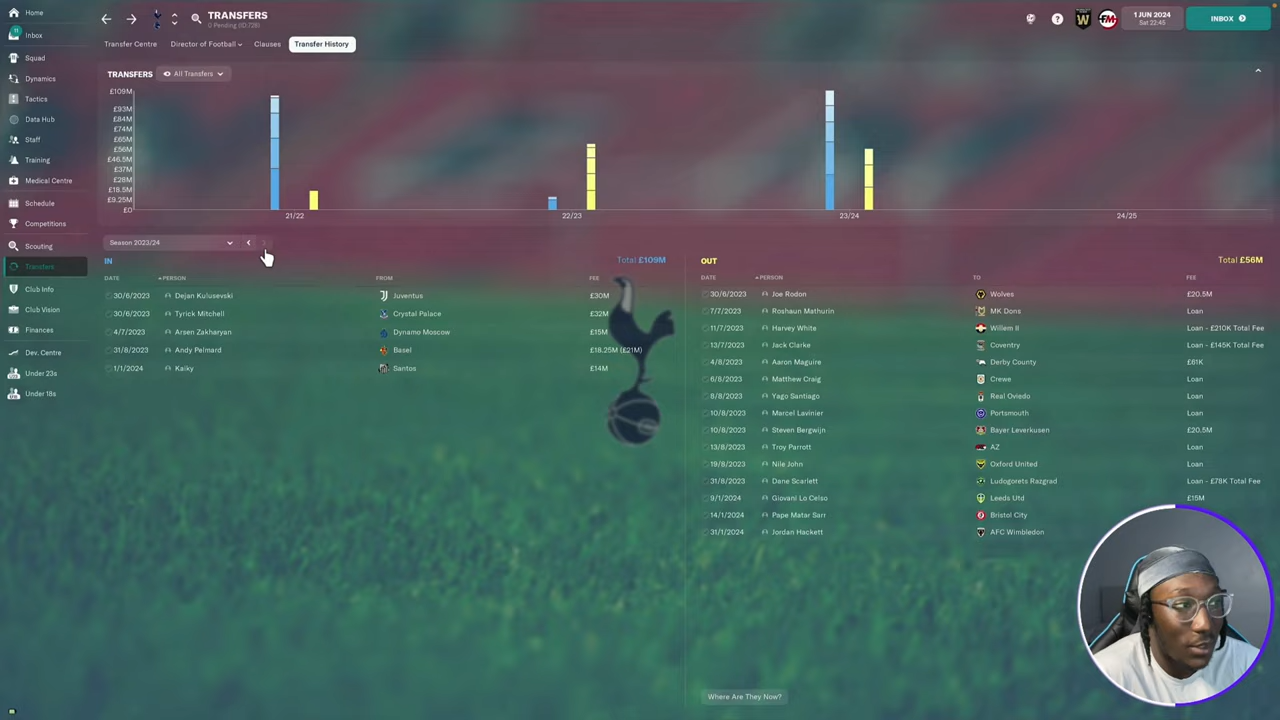 Home
TRANSFERS
0 Pending (ID:728)
1 JUN 2024
Sat 22:45
INBOX
Inbox
Transfer Centre
Director of Football
Clauses
Transfer History
Squad
TRANSFERS
All Transfers
Dynamics
Tactics
Data Hub
Staff
Training
Medical Centre
Schedule
Competitions
Scouting
Transfers
Club Info
Club Vision
Finances
Dev. Centre
Under 23s
Under 18s
£109M
£93M
£84M
£74M
£65M
£56M
£46.5M
£37M
£28M
£18.5M
£9.25M
£0
21/22
22/23
23/24
24/25
Season 2023/24
IN
Total £109M
DATE PERSON FROM FEE
30/6/2023 Dejan Kulusevski Juventus £30M
30/6/2023 Tyrick Mitchell Crystal Palace £32M
4/7/2023 Arsen Zakharyan Dynamo Moscow £15M
31/8/2023 Andy Pelmard Basel £18.25M (£21M)
1/1/2024 Kaiky Santos £14M
OUT
Total £56M
DATE PERSON TO FEE
30/6/2023 Joe Rodon Wolves £20.5M
7/7/2023 Roshaun Mathurin MK Dons Loan
11/7/2023 Harvey White Willem II Loan - £210K Total Fee
13/7/2023 Jack Clarke Coventry Loan - £145K Total Fee
4/8/2023 Aaron Maguire Derby County £61K
6/8/2023 Matthew Craig Crewe Loan
8/8/2023 Yago Santiago Real Oviedo Loan
10/8/2023 Marcel Lavinier Portsmouth Loan
10/8/2023 Steven Bergwijn Bayer Leverkusen £20.5M
13/8/2023 Troy Parrott AZ Loan
19/8/2023 Nile John Oxford United Loan
31/8/2023 Dane Scarlett Ludogorets Razgrad Loan - £78K Total Fee
9/1/2024 Giovani Lo Celso Leeds Utd £15M
14/1/2024 Pape Matar Sarr Bristol City
31/1/2024 Jordan Hackett AFC Wimbledon
Where Are They Now?